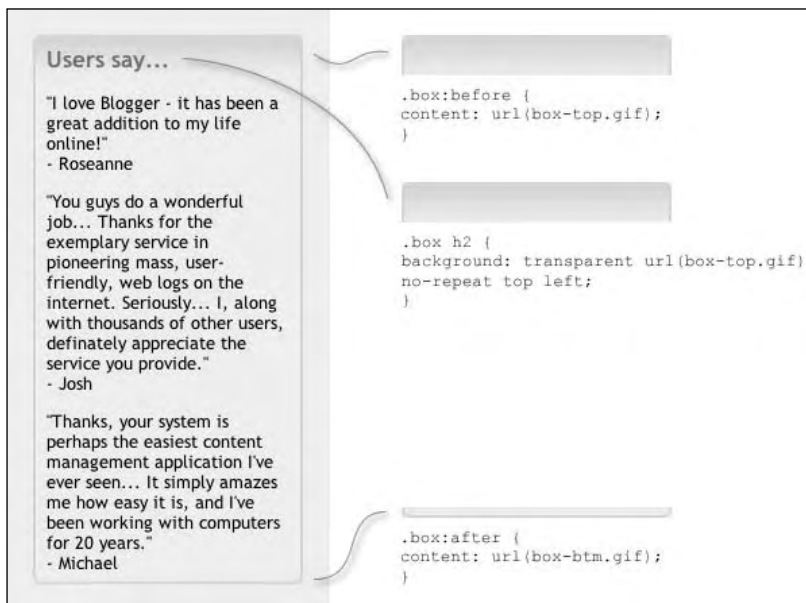 Users say...
"I love Blogger - it has been a
great addition to my life
online!"
- Roseanne
"You guys do a wonderful
job... Thanks for the
exemplary service in
pioneering mass, user-
friendly, web logs on the
internet. Seriously... I, along
with thousands of other users,
definately appreciate the
service you provide."
- Josh
"Thanks, your system is
perhaps the easiest content
management application I've
ever seen... It simply amazes
me how easy it is, and I've
been working with computers
for 20 years."
- Michael
.box:before {
content: url(box-top.gif);
}
.box h2 {
background: transparent url(box-top.gif)
no-repeat top left;
}
.box:after {
content: url(box-btm.gif);
}